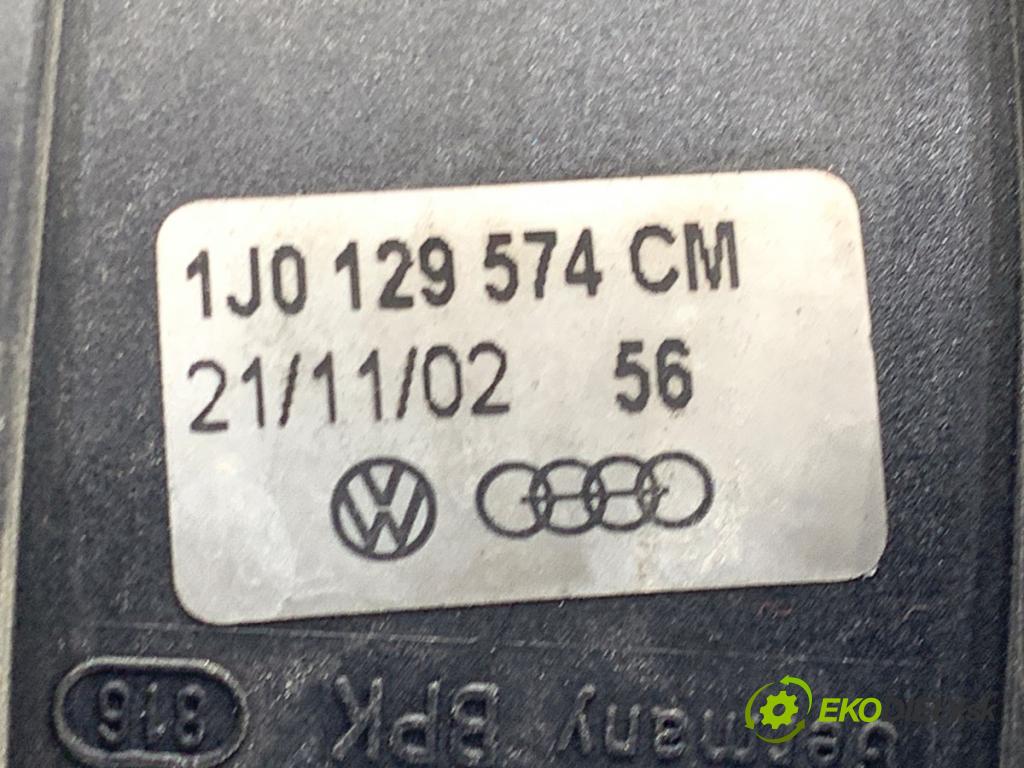 1J0 129 574 CM
21/11/02 56
816
Germany BPK
EKO